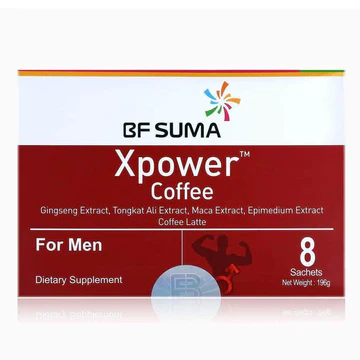 BF SUMA
Xpower™
Coffee
Gingseng Extract, Tongkat Ali Extract, Maca Extract, Epimedium Extract
Coffee Latte
For Men
8
Sachets
Dietary Supplement
Net Weight : 196g